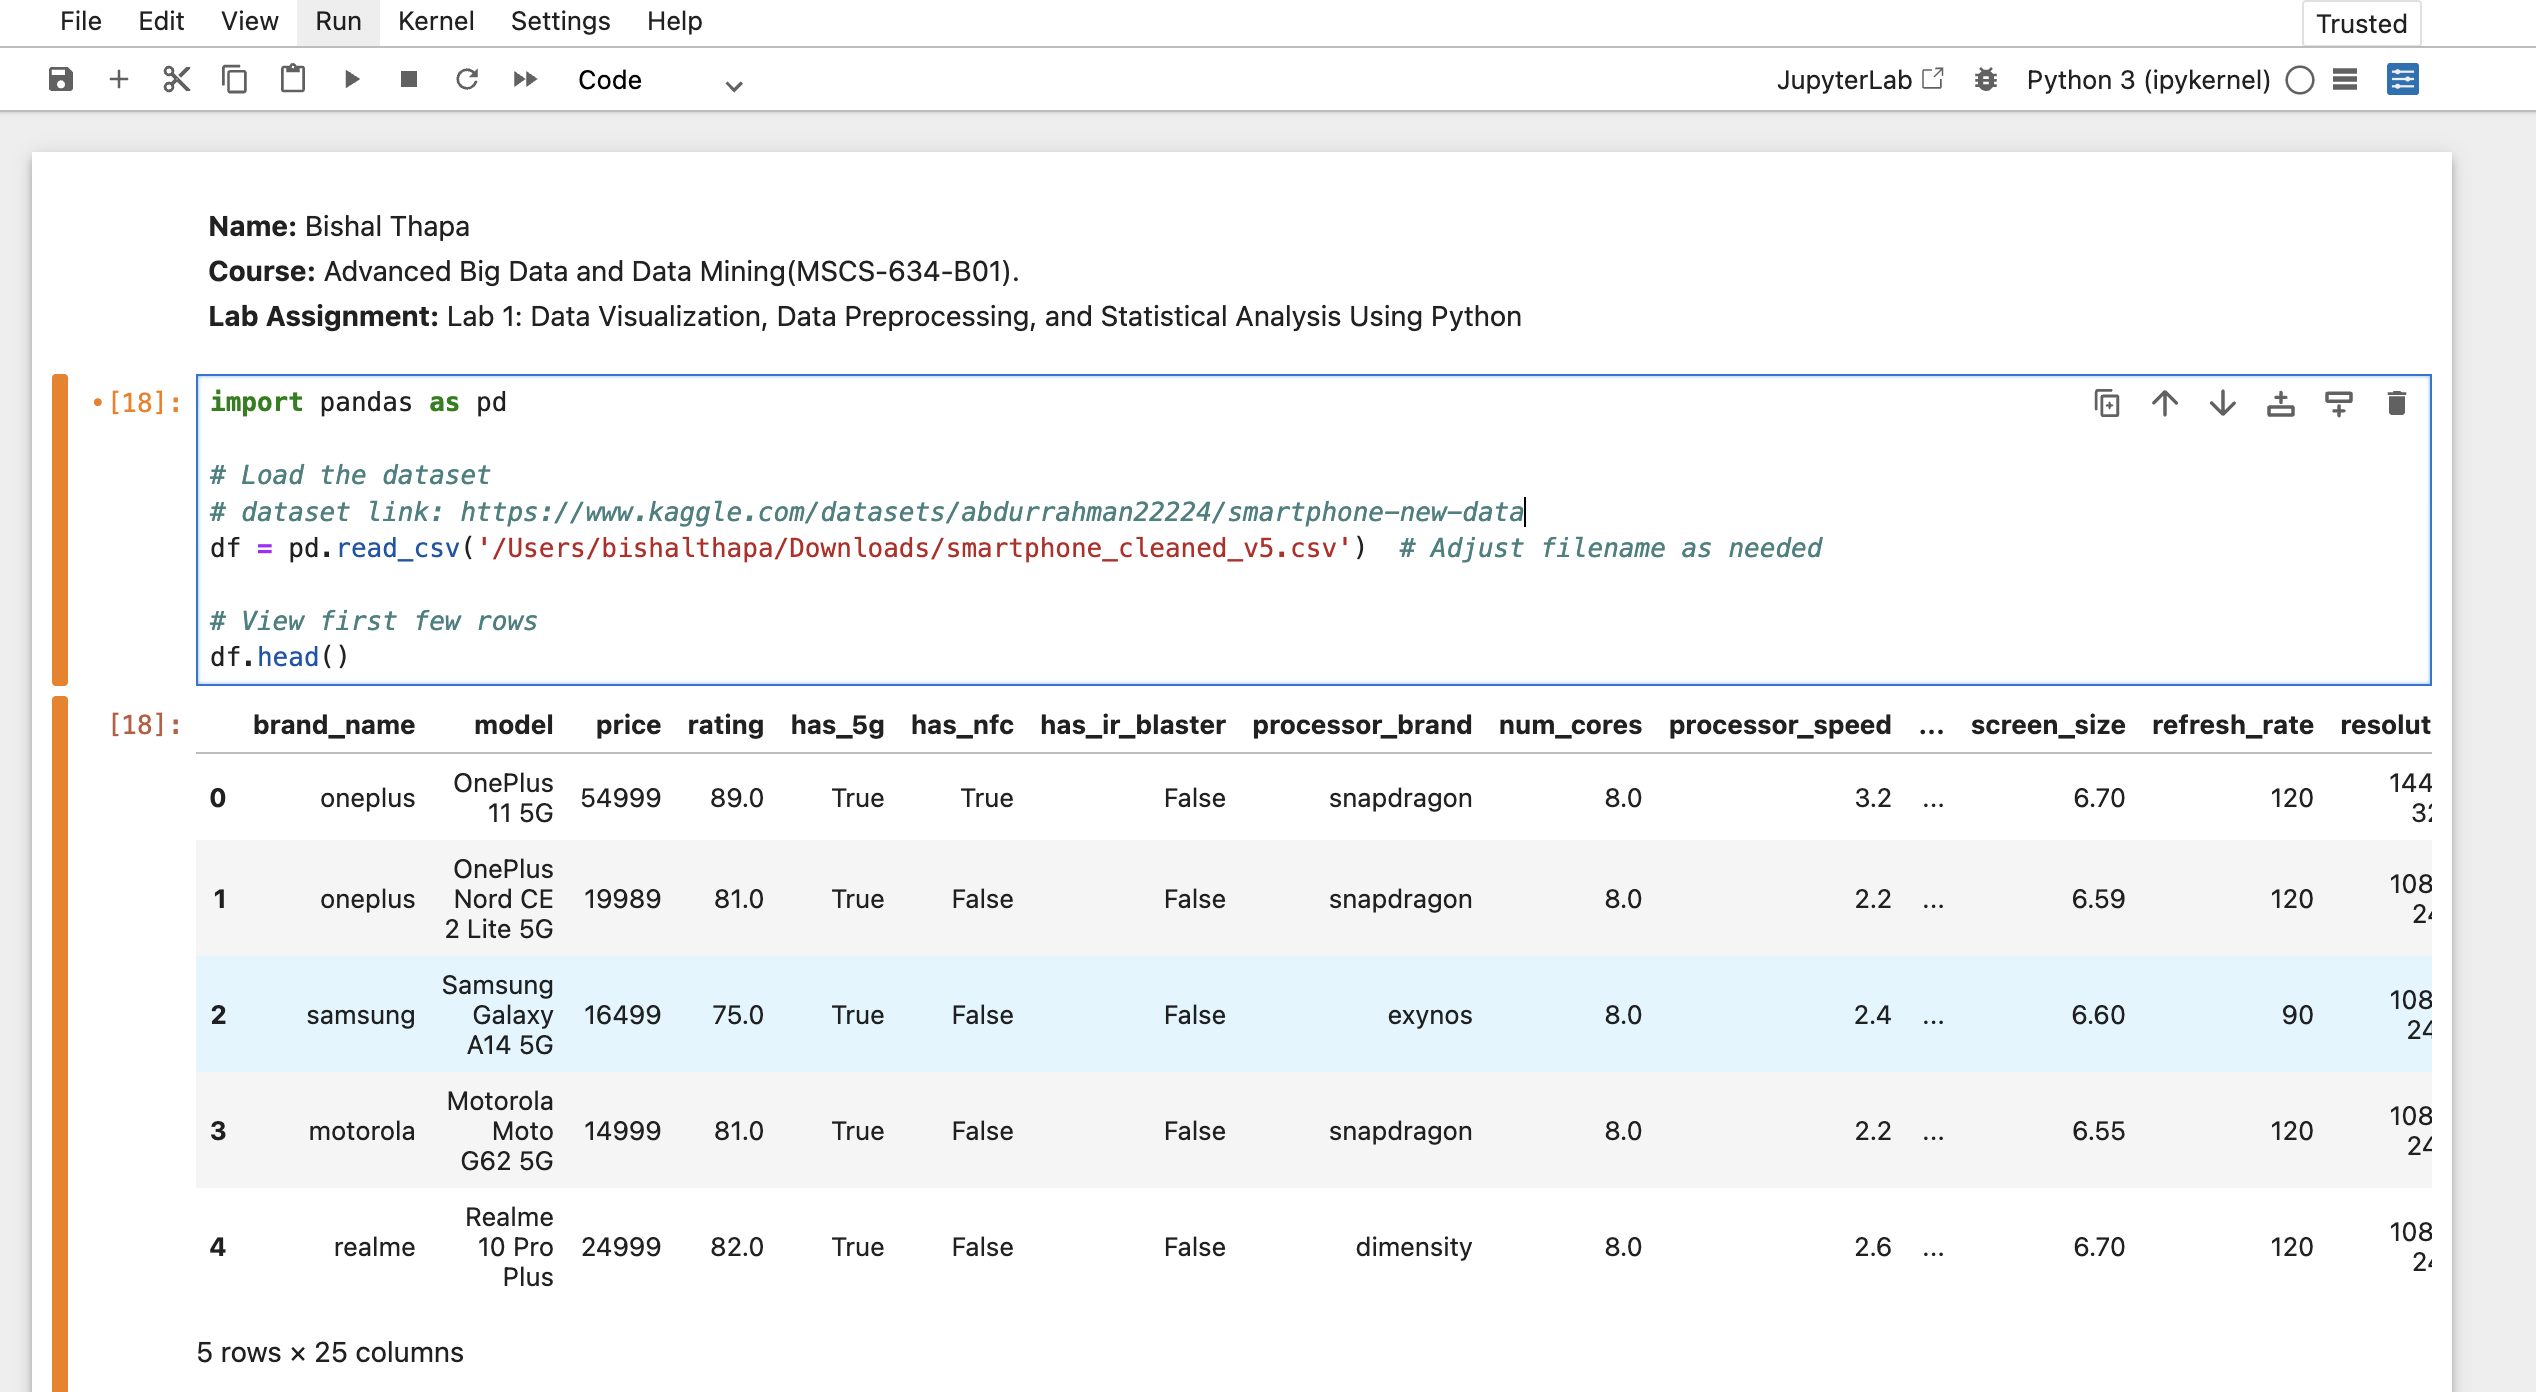 File Edit View Run Kernel Settings Help Trusted
Code JupyterLab Python 3 (ipykernel)
Name: Bishal Thapa
Course: Advanced Big Data and Data Mining(MSCS-634-B01).
Lab Assignment: Lab 1: Data Visualization, Data Preprocessing, and Statistical Analysis Using Python
•[18]: import pandas as pd
# Load the dataset
# dataset link: https://www.kaggle.com/datasets/abdurrahman22224/smartphone-new-data
df = pd.read_csv('/Users/bishalthapa/Downloads/smartphone_cleaned_v5.csv')  # Adjust filename as needed
# View first few rows
df.head()
[18]: brand_name model price rating has_5g has_nfc has_ir_blaster processor_brand num_cores processor_speed ... screen_size refresh_rate resolut
0 oneplus OnePlus 11 5G 54999 89.0 True True False snapdragon 8.0 3.2 ... 6.70 120 144
1 oneplus OnePlus Nord CE 2 Lite 5G 19989 81.0 True False False snapdragon 8.0 2.2 ... 6.59 120 108
2 samsung Samsung Galaxy A14 5G 16499 75.0 True False False exynos 8.0 2.4 ... 6.60 90 108 24
3 motorola Motorola Moto G62 5G 14999 81.0 True False False snapdragon 8.0 2.2 ... 6.55 120 108 24
4 realme Realme 10 Pro Plus 24999 82.0 True False False dimensity 8.0 2.6 ... 6.70 120 108
5 rows × 25 columns